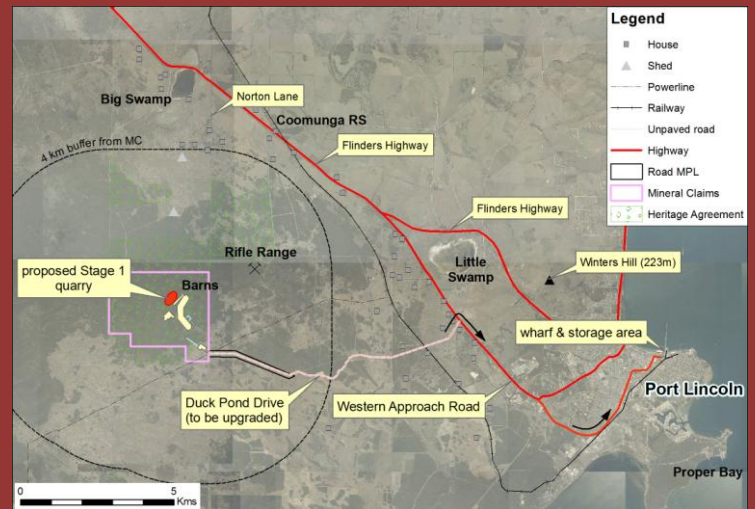 Big Swamp
Norton Lane
Coomunga RS
4 km buffer from MC
Flinders Highway
Flinders Highway
Rifle Range
Little
Swamp
Winters Hill (223m)
proposed Stage 1
quarry
Barns
wharf & storage area
Duck Pond Drive
(to be upgraded)
Western Approach Road
Port Lincoln
Proper Bay
0 5
Kms
Legend
House
Shed
Powerline
Railway
Unpaved road
Highway
Road MPL
Mineral Claims
Heritage Agreement